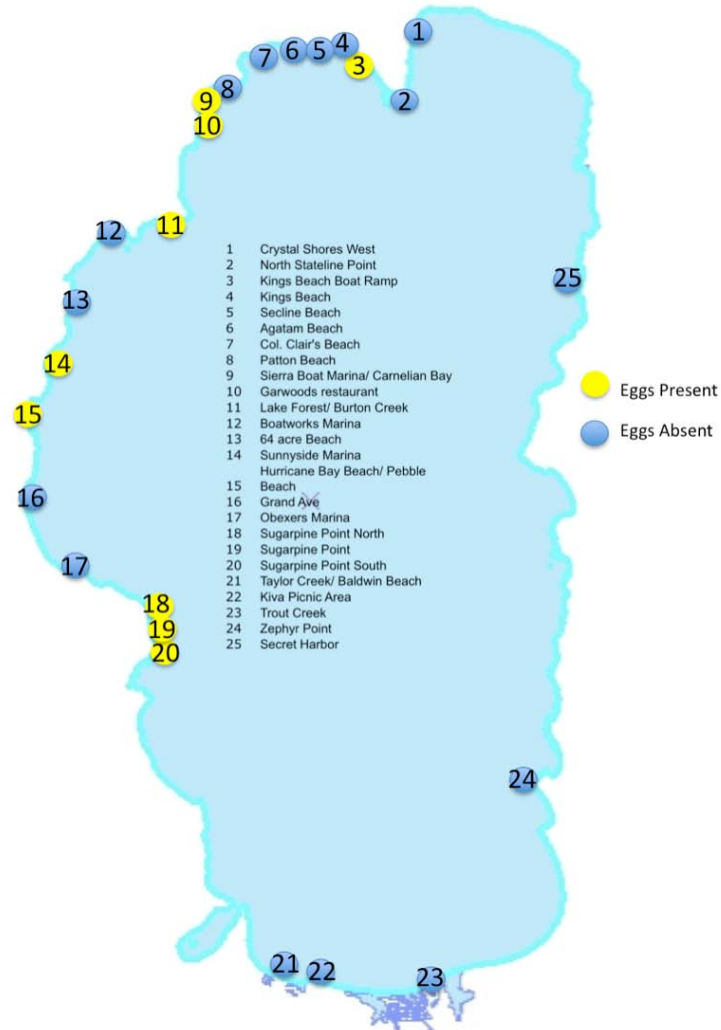 1
4
5
6
7
3
8
9
2
10
11
12
1 Crystal Shores West
2 North Stateline Point
3 Kings Beach Boat Ramp
25
4 Kings Beach
13
5 Secline Beach
6 Agatam Beach
7 Col. Clair's Beach
8 Patton Beach
14
9 Sierra Boat Marina/ Carnelian Bay
10 Garwoods restaurant
Eggs Present
11 Lake Forest/ Burton Creek
15
12 Boatworks Marina
Eggs Absent
13 64 acre Beach
14 Sunnyside Marina
Hurricane Bay Beach/ Pebble
15 Beach
16
16 Grand Ave
17 Obexers Marina
18 Sugarpine Point North
19 Sugarpine Point
20 Sugarpine Point South
17
21 Taylor Creek/ Baldwin Beach
22 Kiva Picnic Area
18
23 Trout Creek
19
24 Zephyr Point
25 Secret Harbor
20
24
21
22
23